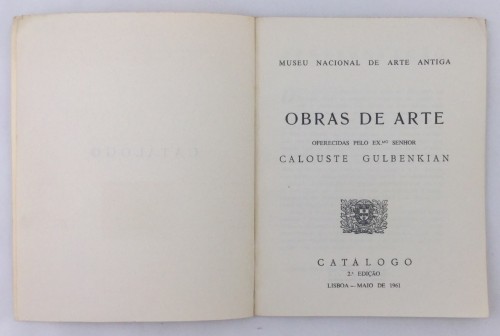 MUSEU NACIONAL DE ARTE ANTIGA
OBRAS DE ARTE
OFERECIDAS PELO EX.MO SENHOR
CALOUSTE GULBENKIAN
CATALOGO
2.ª EDIÇÃO
LISBOA — MAIO DE 1961